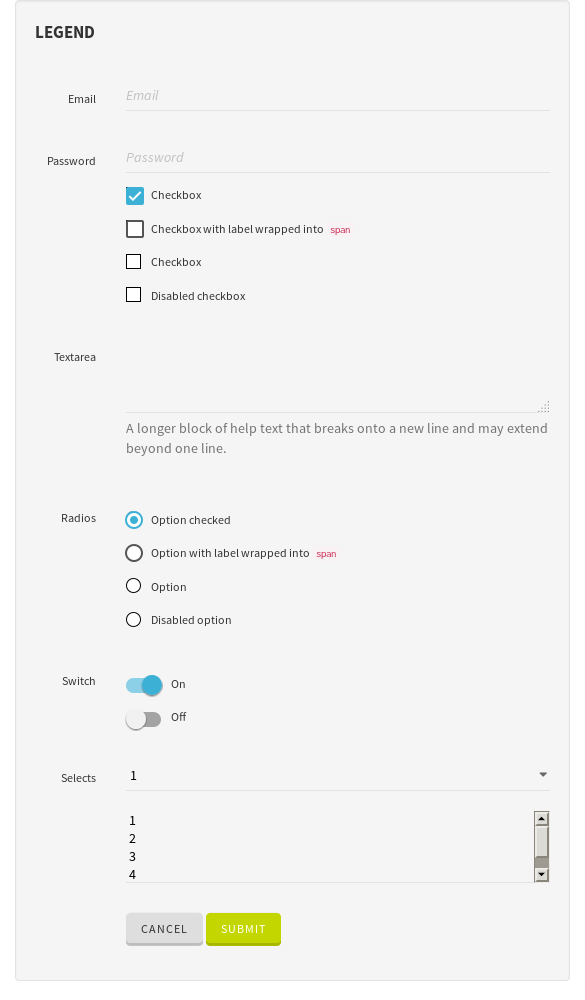 LEGEND
Email Email
Password Password
Checkbox
Checkbox with label wrapped into span
Checkbox
Disabled checkbox
Textarea
A longer block of help text that breaks onto a new line and may extend
beyond one line.
Radios Option checked
Option with label wrapped into span
Option
Disabled option
Switch On
Off
Selects 1
1
2
3
4
CANCEL SUBMIT